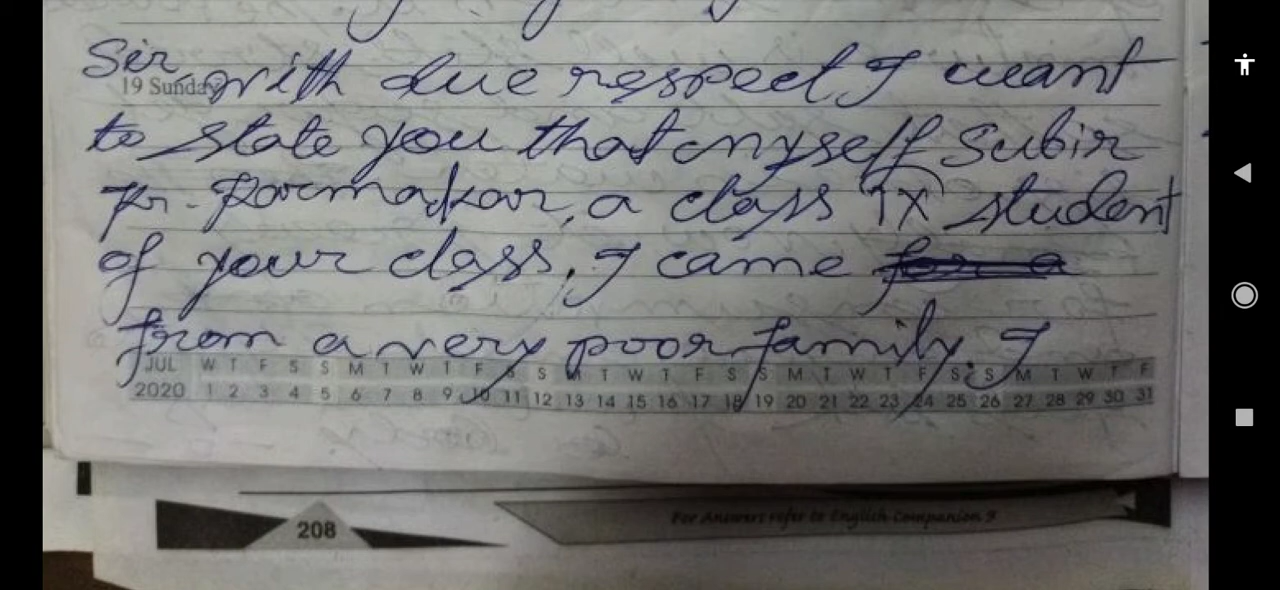 Sir,
19 Sunday with due respect, I want
to state you that myself Subir
Kr. Karmakar, a class IX student
of your class, I came for a
from a very poor family. I
JUL W T F S S M T W T F S S M T W T F S S M T W T F S S M T W T F
2020 1 2 3 4 5 6 7 8 9 10 11 12 13 14 15 16 17 18 19 20 21 22 23 24 25 26 27 28 29 30 31
208
For Answers refer to English Companion 9